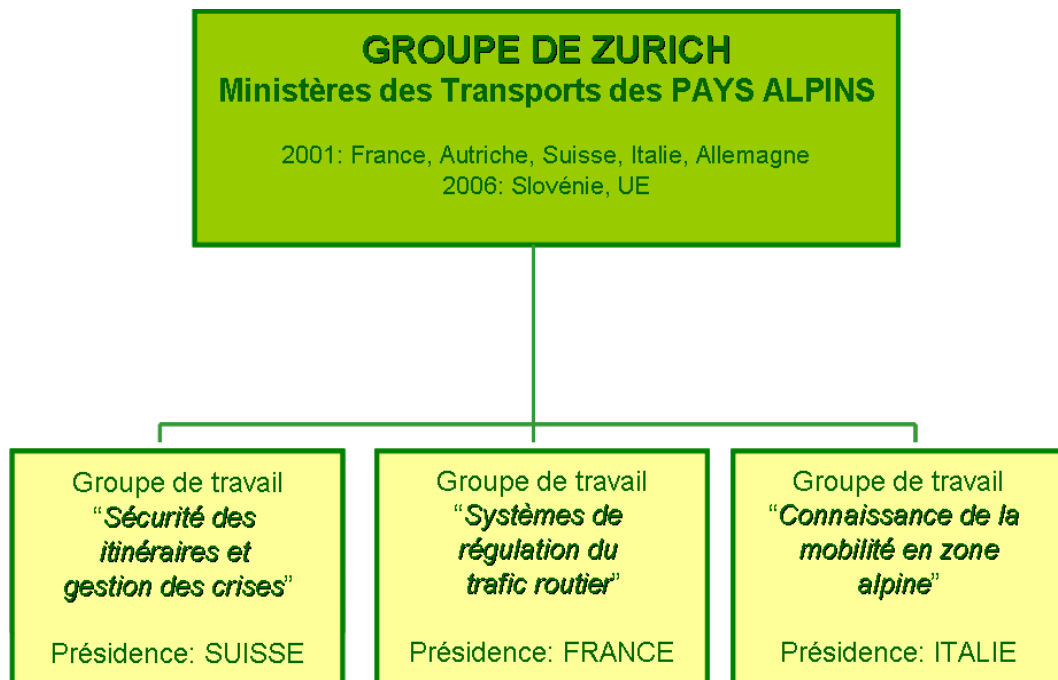 GROUPE DE ZURICH
Ministères des Transports des PAYS ALPINS
2001: France, Autriche, Suisse, Italie, Allemagne
2006: Slovénie, UE
Groupe de travail
“Sécurité des
itinéraires et
gestion des crises”
Présidence: SUISSE
Groupe de travail
“Systèmes de
régulation du
trafic routier”
Présidence: FRANCE
Groupe de travail
“Connaissance de la
mobilité en zone
alpine”
Présidence: ITALIE